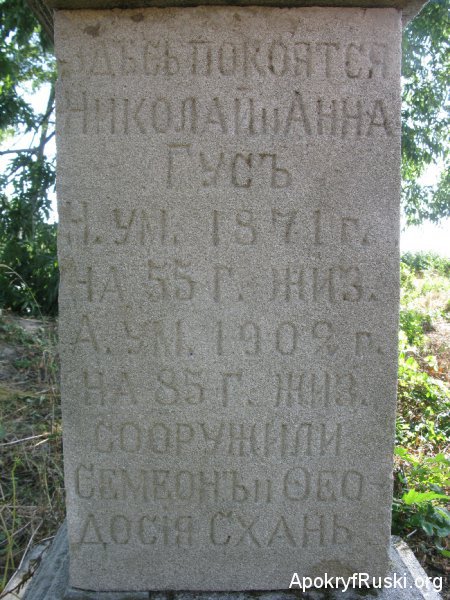 ЗДѢСЬ ПОКОЯТСЯ
НИКОЛАЙ И АННА
ГУСЪ
Н. УМ. 1871 Г.
НА 55 Г. ЖИЗ.
А. УМ. 1902 Г.
НА 85 Г. ЖИЗ.
СООРУЖИЛИ
СЕМЕОНЪ И ѲЕО-
ДОСІЯ СХАНЬ
ApokryfRuski.org